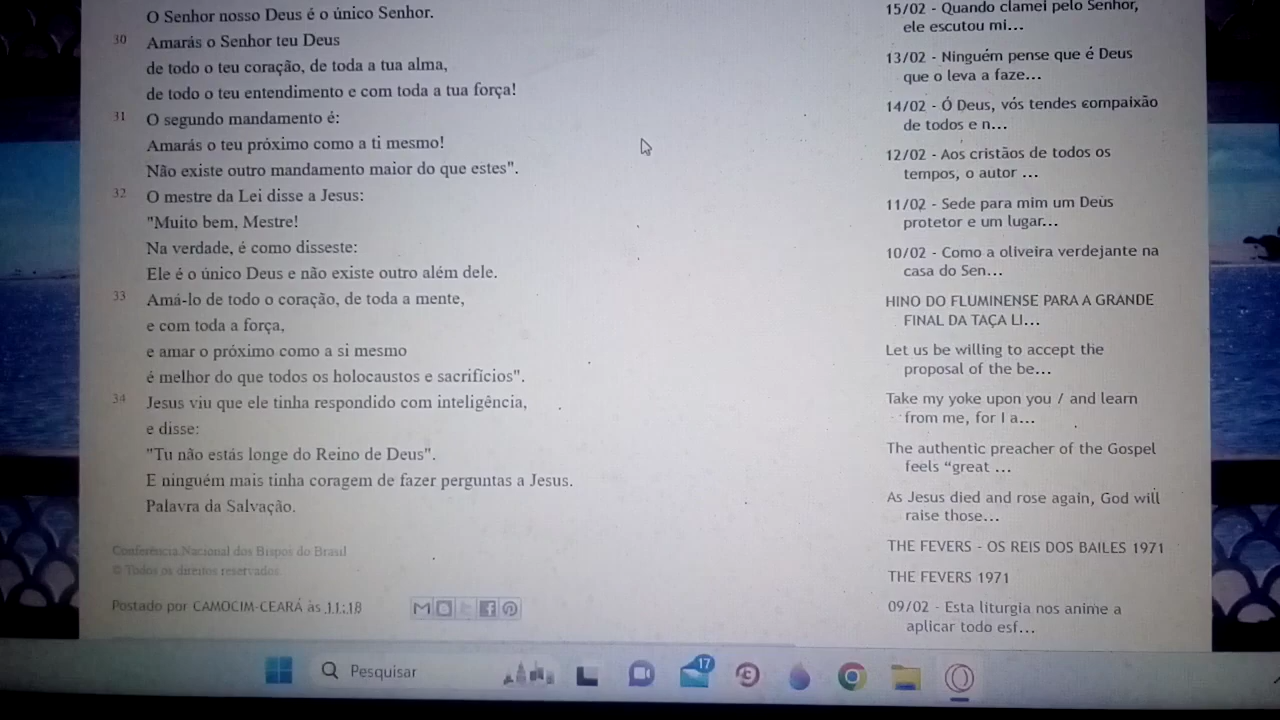 O Senhor nosso Deus é o único Senhor.
30 Amarás o Senhor teu Deus
de todo o teu coração, de toda a tua alma,
de todo o teu entendimento e com toda a tua força!
31 O segundo mandamento é:
Amarás o teu próximo como a ti mesmo!
Não existe outro mandamento maior do que estes".
32 O mestre da Lei disse a Jesus:
"Muito bem, Mestre!
Na verdade, é como disseste:
Ele é o único Deus e não existe outro além dele.
33 Amá-lo de todo o coração, de toda a mente,
e com toda a força,
e amar o próximo como a si mesmo
é melhor do que todos os holocaustos e sacrifícios".
34 Jesus viu que ele tinha respondido com inteligência,
e disse:
"Tu não estás longe do Reino de Deus".
E ninguém mais tinha coragem de fazer perguntas a Jesus.
Palavra da Salvação.
Conferência Nacional dos Bispos do Brasil
© Todos os direitos reservados.
Postado por CAMOCIM-CEARÁ às 11:18
15/02 - Quando clamei pelo Senhor,
ele escutou mi...
13/02 - Ninguém pense que é Deus
que o leva a faze...
14/02 - Ó Deus, vós tendes compaixão
de todos e n...
12/02 - Aos cristãos de todos os
tempos, o autor ...
11/02 - Sede para mim um Deus
protetor e um lugar...
10/02 - Como a oliveira verdejante na
casa do Sen...
HINO DO FLUMINENSE PARA A GRANDE
FINAL DA TAÇA LI...
Let us be willing to accept the
proposal of the be...
Take my yoke upon you / and learn
from me, for I a...
The authentic preacher of the Gospel
feels “great ...
As Jesus died and rose again, God will
raise those...
THE FEVERS - OS REIS DOS BAILES 1971
THE FEVERS 1971
09/02 - Esta liturgia nos anime a
aplicar todo esf...
Pesquisar
17